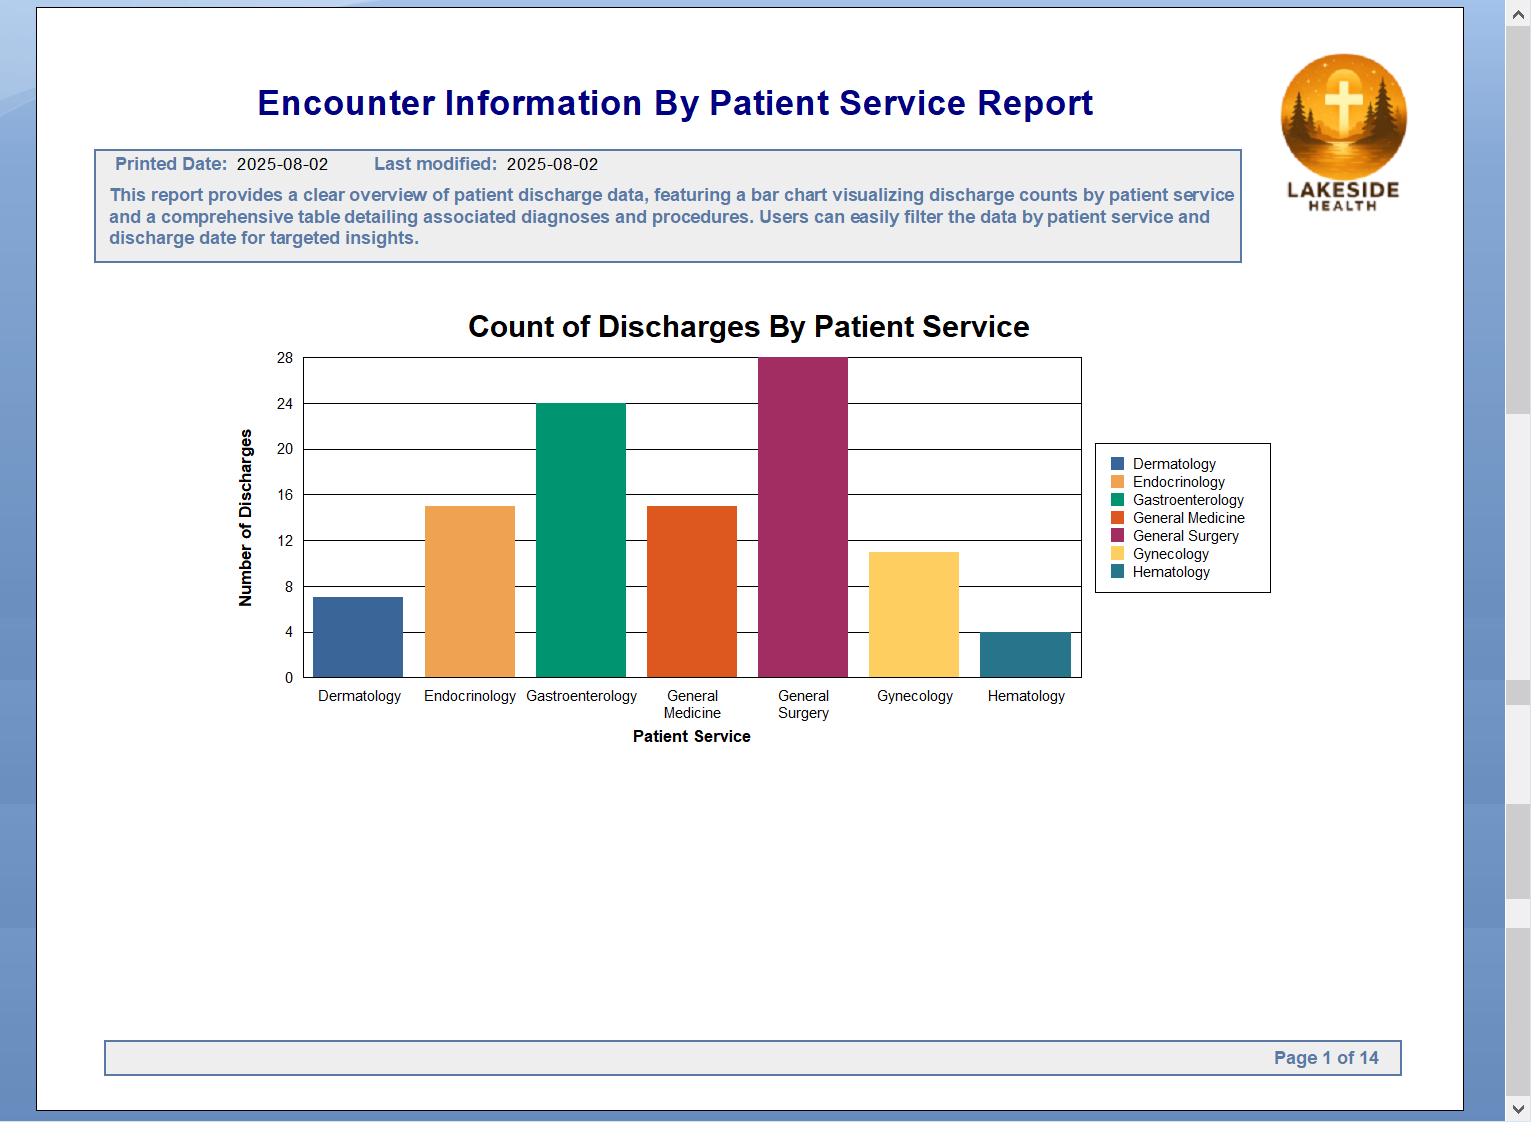 Encounter Information By Patient Service Report
LAKESIDE
HEALTH
Printed Date: 2025-08-02 Last modified: 2025-08-02
This report provides a clear overview of patient discharge data, featuring a bar chart visualizing discharge counts by patient service
and a comprehensive table detailing associated diagnoses and procedures. Users can easily filter the data by patient service and
discharge date for targeted insights.
Count of Discharges By Patient Service
28
24
20
16
12
8
4
0
Number of Discharges
Dermatology
Endocrinology
Gastroenterology
General
Medicine
General
Surgery
Gynecology
Hematology
Patient Service
Dermatology
Endocrinology
Gastroenterology
General Medicine
General Surgery
Gynecology
Hematology
Page 1 of 14